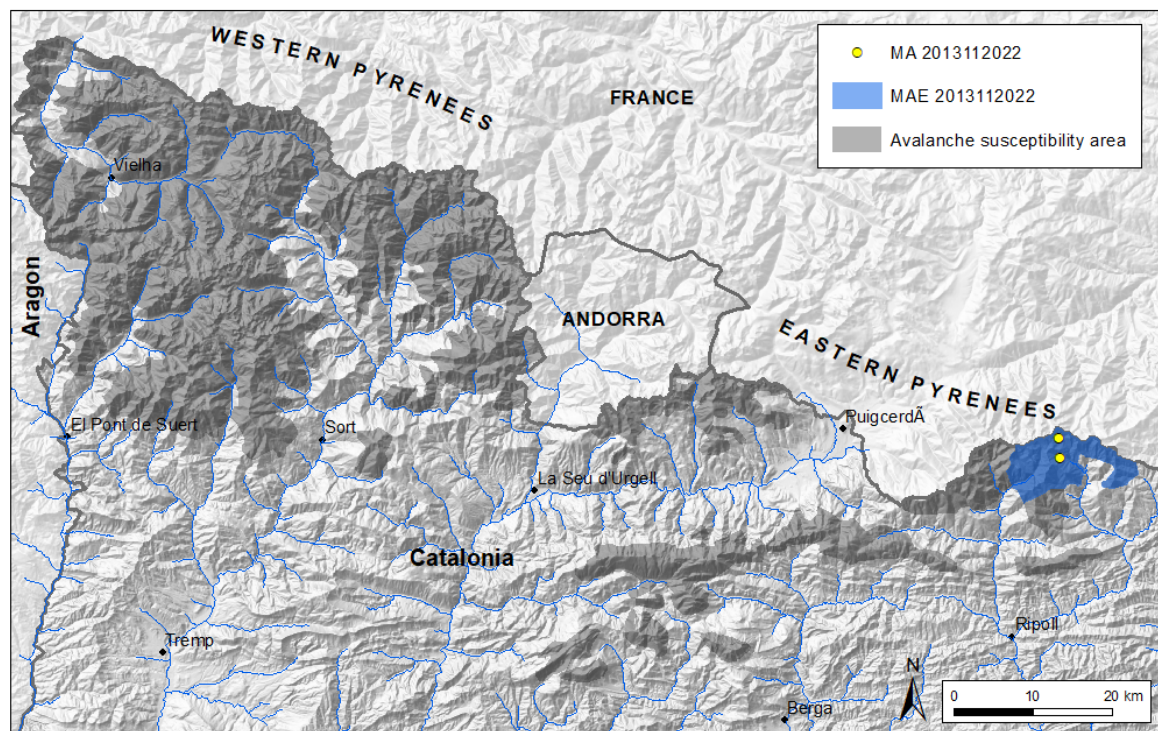 WESTERN PYRENEES
FRANCE
MA 2013112022
MAE 2013112022
Avalanche susceptibility area
Vielha
Aragon
ANDORRA
EASTERN PYRENEES
El Pont de Suert
Sort
PuigcerdÃ
La Seu d'Urgell
Catalonia
Tremp
Ripoll
Berga
N
0 10 20 km